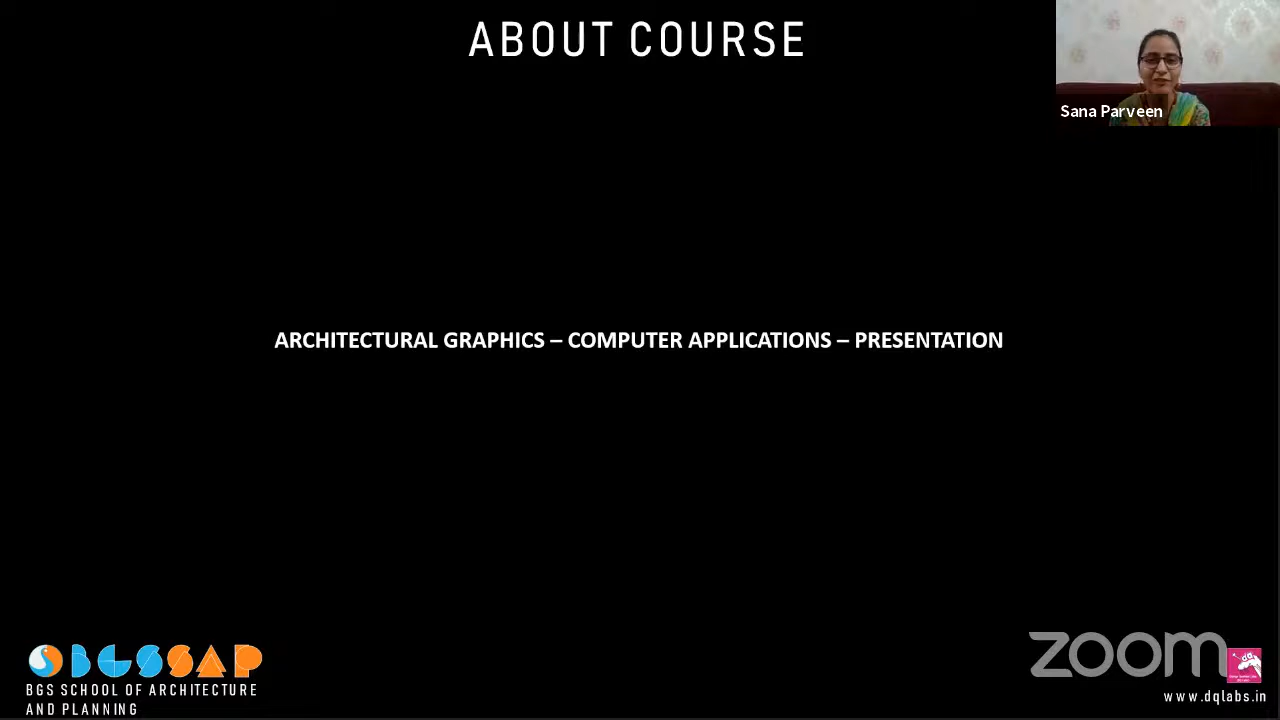 ABOUT COURSE
Sana Parveen
ARCHITECTURAL GRAPHICS – COMPUTER APPLICATIONS – PRESENTATION
BGSSAP
BGS SCHOOL OF ARCHITECTURE
AND PLANNING
zoom
www.dqlabs.in